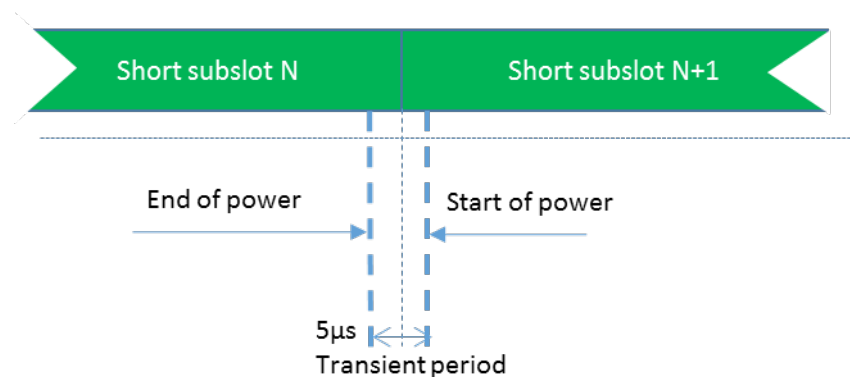 Short subslot N
Short subslot N+1
End of power
Start of power
5µs
Transient period